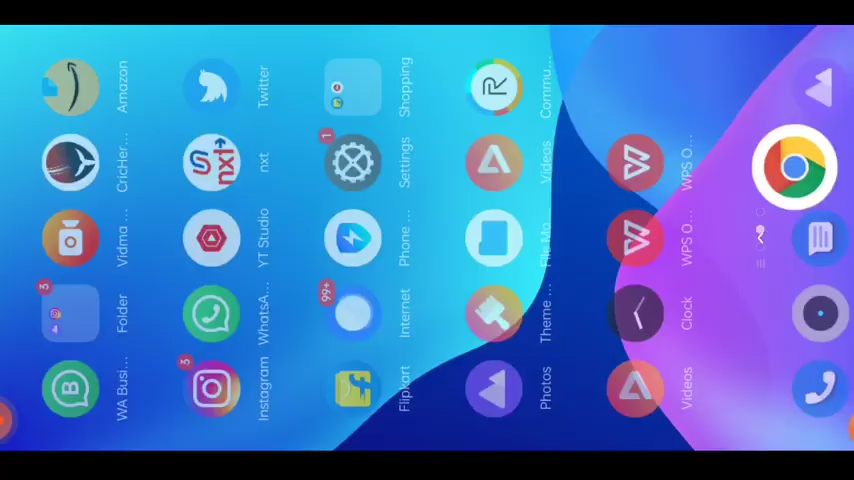 3
WA Busi... Folder Vidma ... CricHer... Amazon
3
Instagram WhatsA... YT Studio nxt Twitter
99+ 1
Flipkart Internet Phone ... Settings Shopping
Photos Theme ... File Ma... Videos Commu...
Videos Clock WPS O... WPS O...